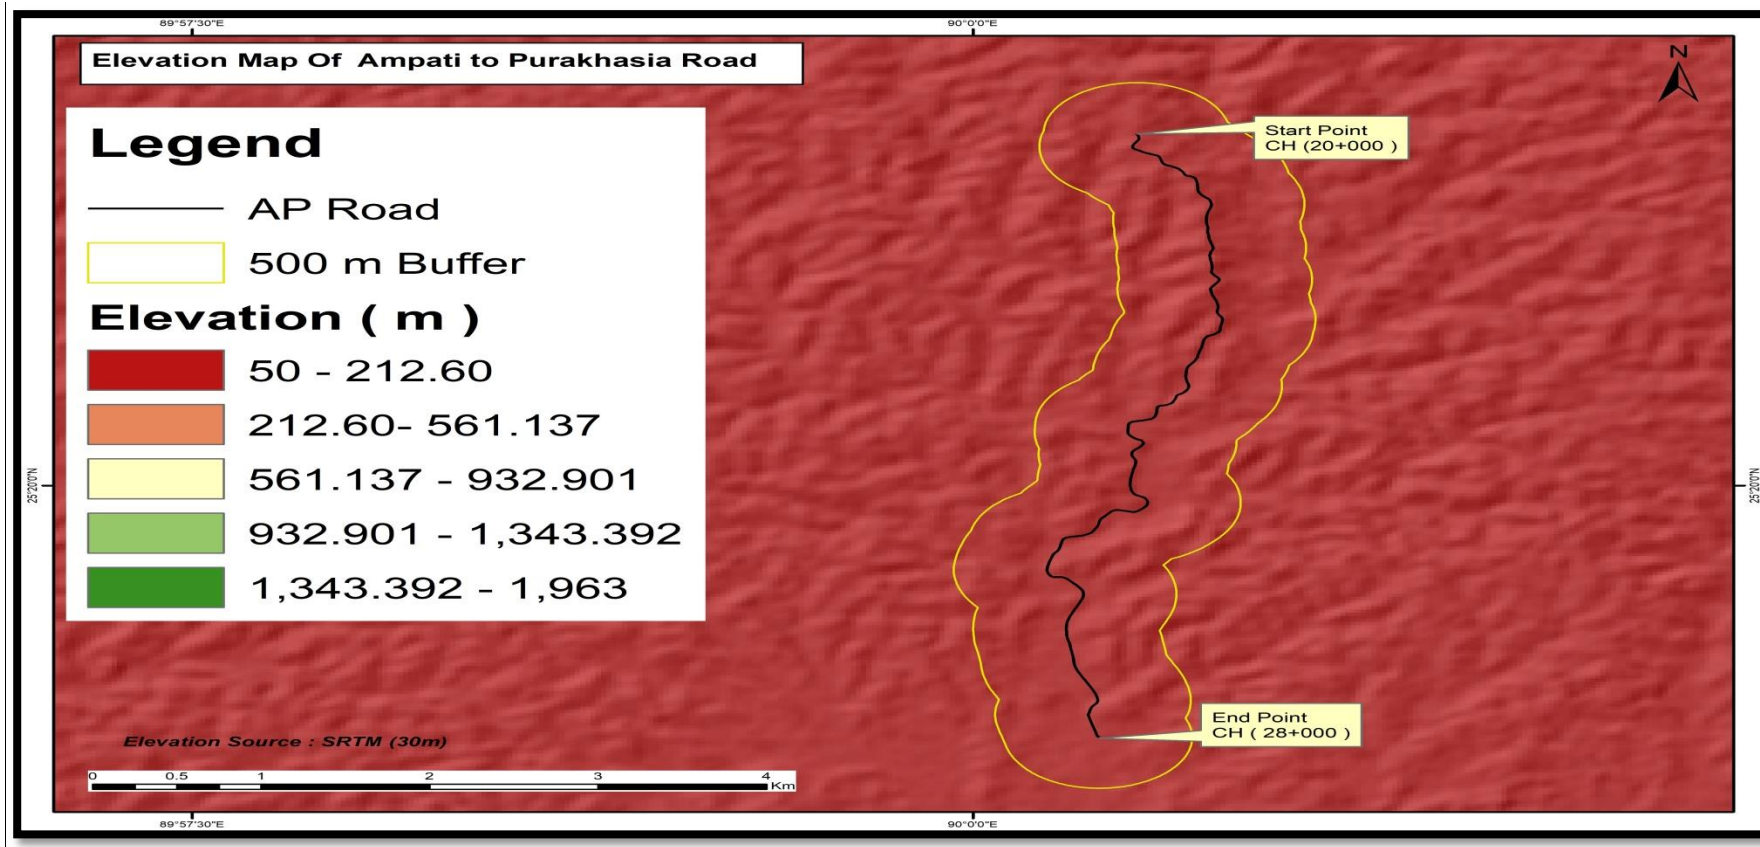 89°57'30"E
90°0'0"E
Elevation Map Of Ampati to Purakhasia Road
N
Legend
AP Road
500 m Buffer
Elevation ( m )
50 - 212.60
212.60- 561.137
561.137 - 932.901
932.901 - 1,343.392
1,343.392 - 1,963
Start Point
CH (20+000 )
25°20'0"N
25°20'0"N
End Point
CH ( 28+000 )
Elevation Source : SRTM (30m)
0 0.5 1 2 3 4
Km
89°57'30"E
90°0'0"E